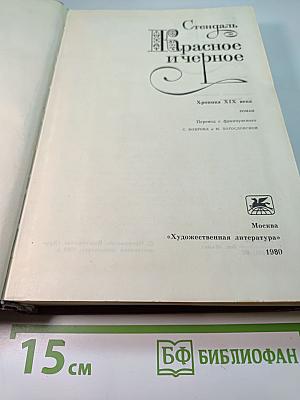 Стендаль
Красное
и черное
Хроника XIX века
роман
Перевод с французского
С. БОБРОВА и М. БОГОСЛОВСКОЙ
Москва
«Художественная литература»
1980
15 см
БФ БИБЛИОФАН